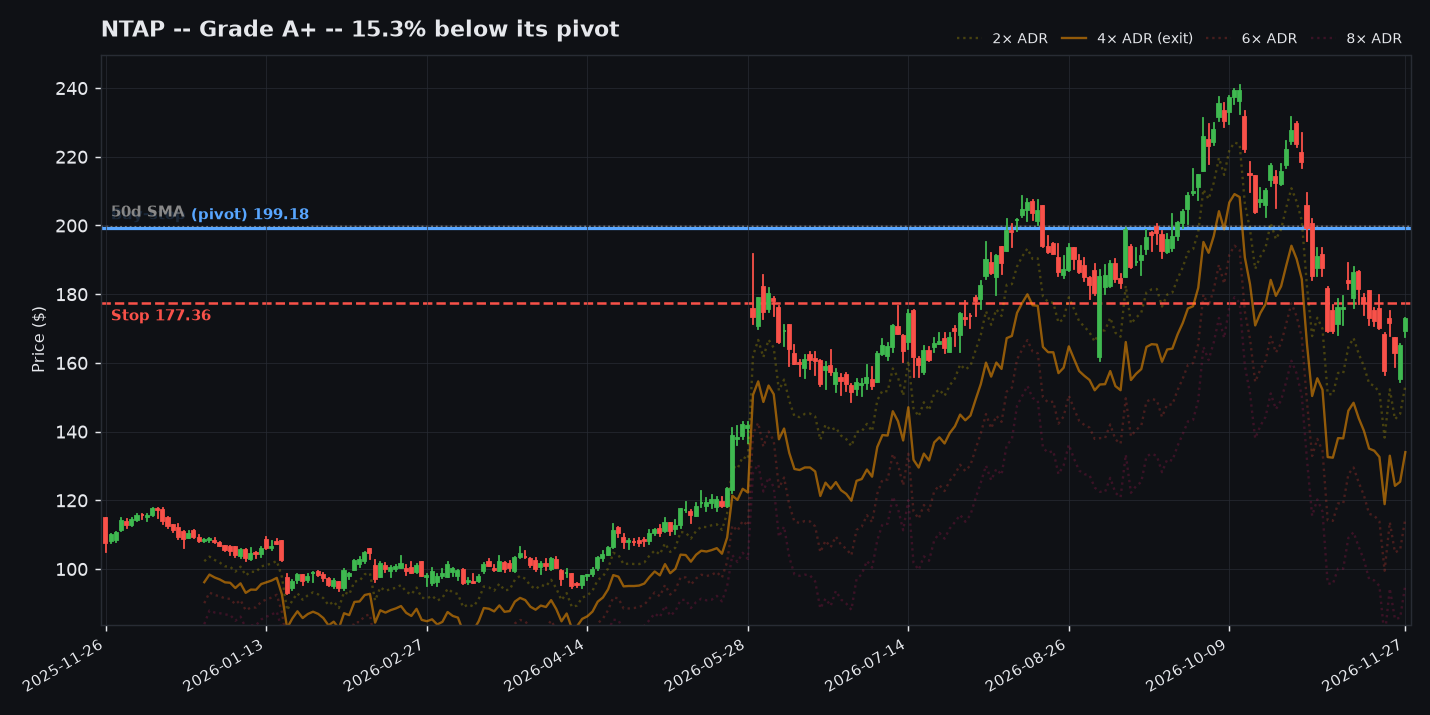 NTAP -- Grade A+ -- 15.3% below its pivot
2× ADR
4× ADR (exit)
6× ADR
8× ADR
Price ($)
240
220
200
180
160
140
120
100
50d SMA
(pivot) 199.18
Stop 177.36
2025-11-26
2026-01-13
2026-02-27
2026-04-14
2026-05-28
2026-07-14
2026-08-26
2026-10-09
2026-11-27